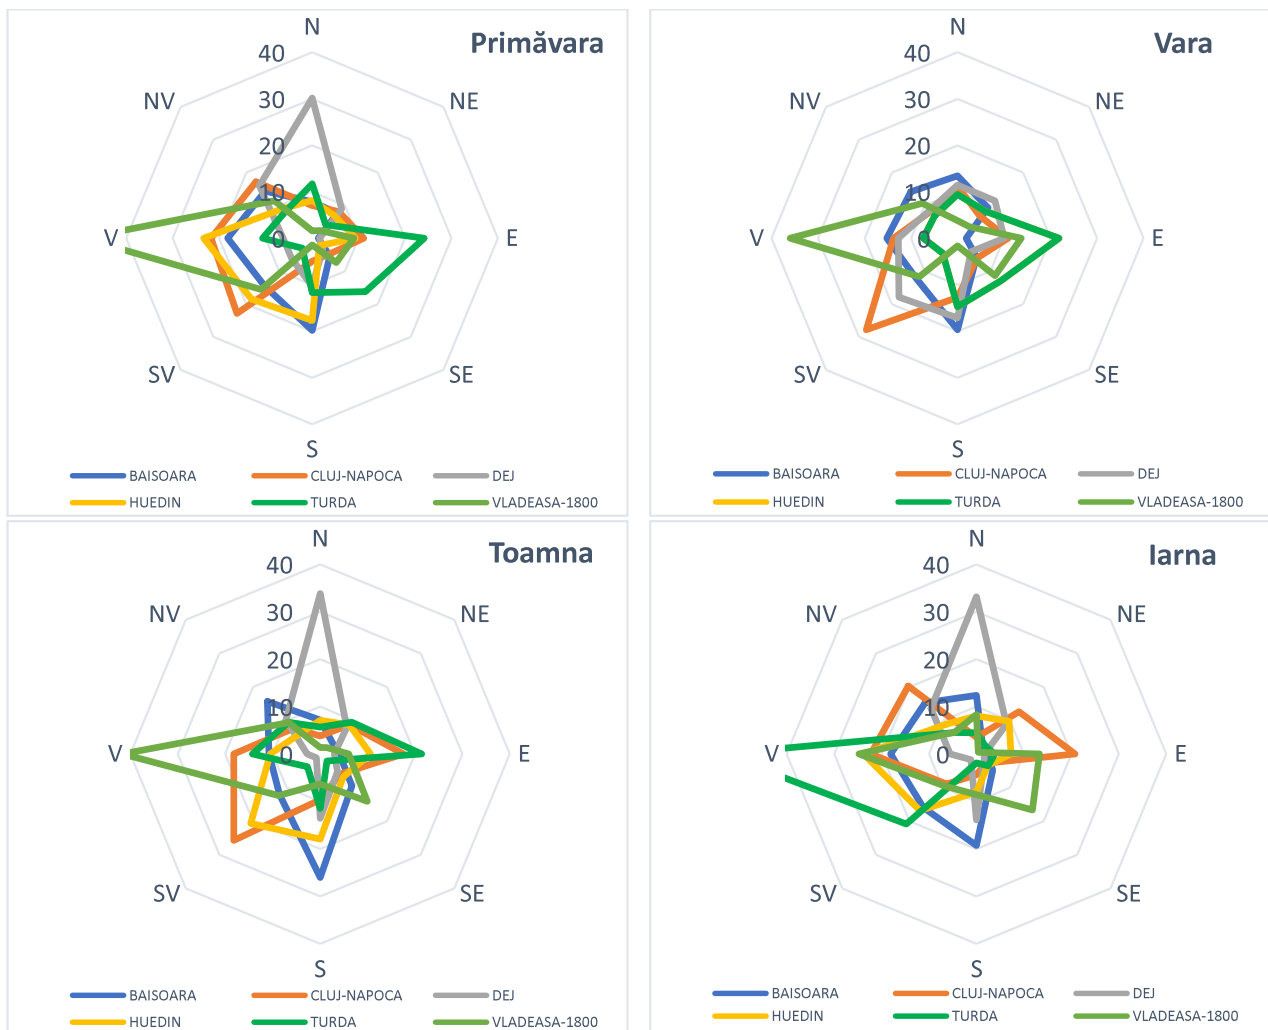 Primăvara
N
40
NV
30
NE
20
10
V
0
E
SV
SE
S
BAISOARA CLUJ-NAPOCA DEJ
HUEDIN TURDA VLADEASA-1800
Vara
N
40
NV
30
NE
20
10
V
0
E
SV
SE
S
BAISOARA CLUJ-NAPOCA DEJ
HUEDIN TURDA VLADEASA-1800
Toamna
N
40
NV
30
NE
20
10
V
0
E
SV
SE
S
BAISOARA CLUJ-NAPOCA DEJ
HUEDIN TURDA VLADEASA-1800
Iarna
N
40
NV
30
NE
20
10
V
0
E
SV
SE
S
BAISOARA CLUJ-NAPOCA DEJ
HUEDIN TURDA VLADEASA-1800